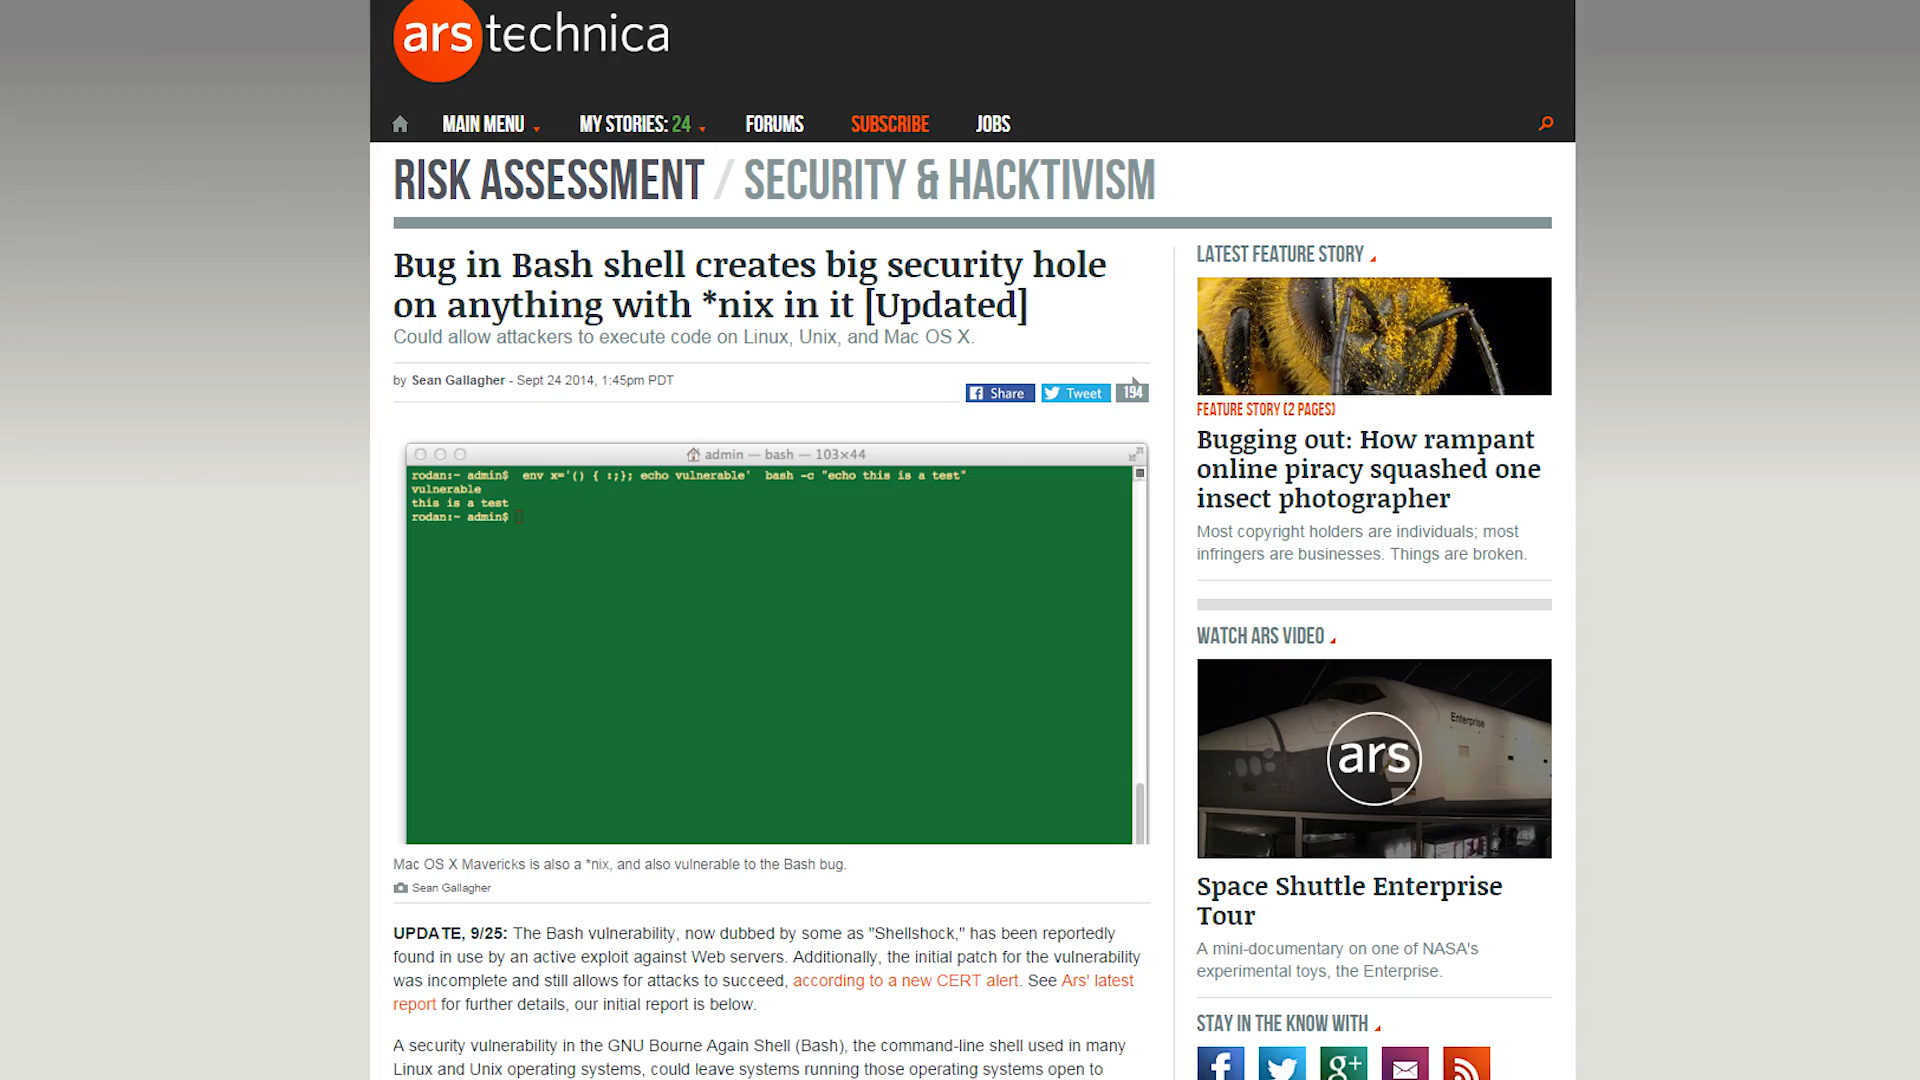 ars technica
MAIN MENU
MY STORIES: 24
FORUMS
SUBSCRIBE
JOBS
RISK ASSESSMENT / SECURITY & HACKTIVISM
Bug in Bash shell creates big security hole
on anything with *nix in it [Updated]
Could allow attackers to execute code on Linux, Unix, and Mac OS X.
by Sean Gallagher - Sept 24 2014, 1:45pm PDT
Share
Tweet
194
admin — bash — 103×44
rodan:~ admin$ env x='() { :;}; echo vulnerable' bash -c "echo this is a test"
vulnerable
this is a test
rodan:~ admin$
Mac OS X Mavericks is also a *nix, and also vulnerable to the Bash bug.
Sean Gallagher
UPDATE, 9/25: The Bash vulnerability, now dubbed by some as "Shellshock," has been reportedly
found in use by an active exploit against Web servers. Additionally, the initial patch for the vulnerability
was incomplete and still allows for attacks to succeed, according to a new CERT alert. See Ars' latest
report for further details, our initial report is below.
A security vulnerability in the GNU Bourne Again Shell (Bash), the command-line shell used in many
Linux and Unix operating systems, could leave systems running those operating systems open to
LATEST FEATURE STORY
FEATURE STORY (2 PAGES)
Bugging out: How rampant
online piracy squashed one
insect photographer
Most copyright holders are individuals; most
infringers are businesses. Things are broken.
WATCH ARS VIDEO
Enterprise
ars
Space Shuttle Enterprise
Tour
A mini-documentary on one of NASA's
experimental toys, the Enterprise.
STAY IN THE KNOW WITH
g+